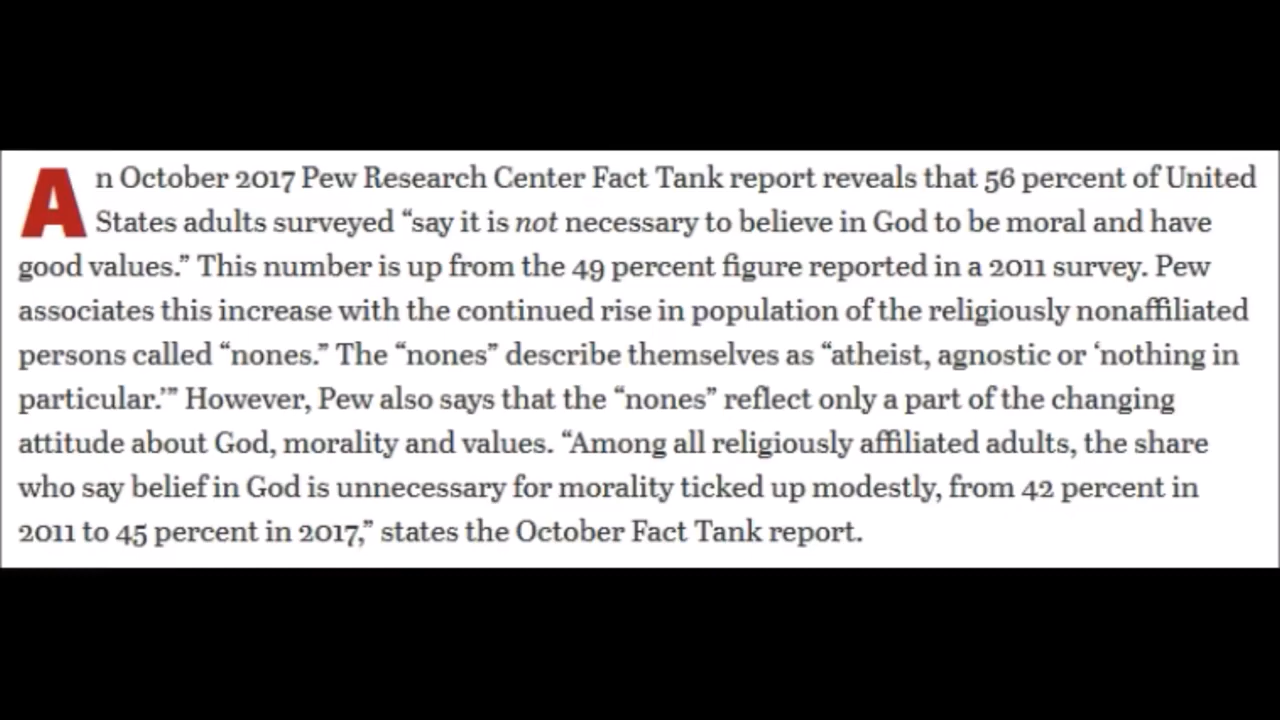 An October 2017 Pew Research Center Fact Tank report reveals that 56 percent of United
States adults surveyed “say it is not necessary to believe in God to be moral and have
good values.” This number is up from the 49 percent figure reported in a 2011 survey. Pew
associates this increase with the continued rise in population of the religiously nonaffiliated
persons called “nones.” The “nones” describe themselves as “atheist, agnostic or ‘nothing in
particular.’” However, Pew also says that the “nones” reflect only a part of the changing
attitude about God, morality and values. “Among all religiously affiliated adults, the share
who say belief in God is unnecessary for morality ticked up modestly, from 42 percent in
2011 to 45 percent in 2017,” states the October Fact Tank report.